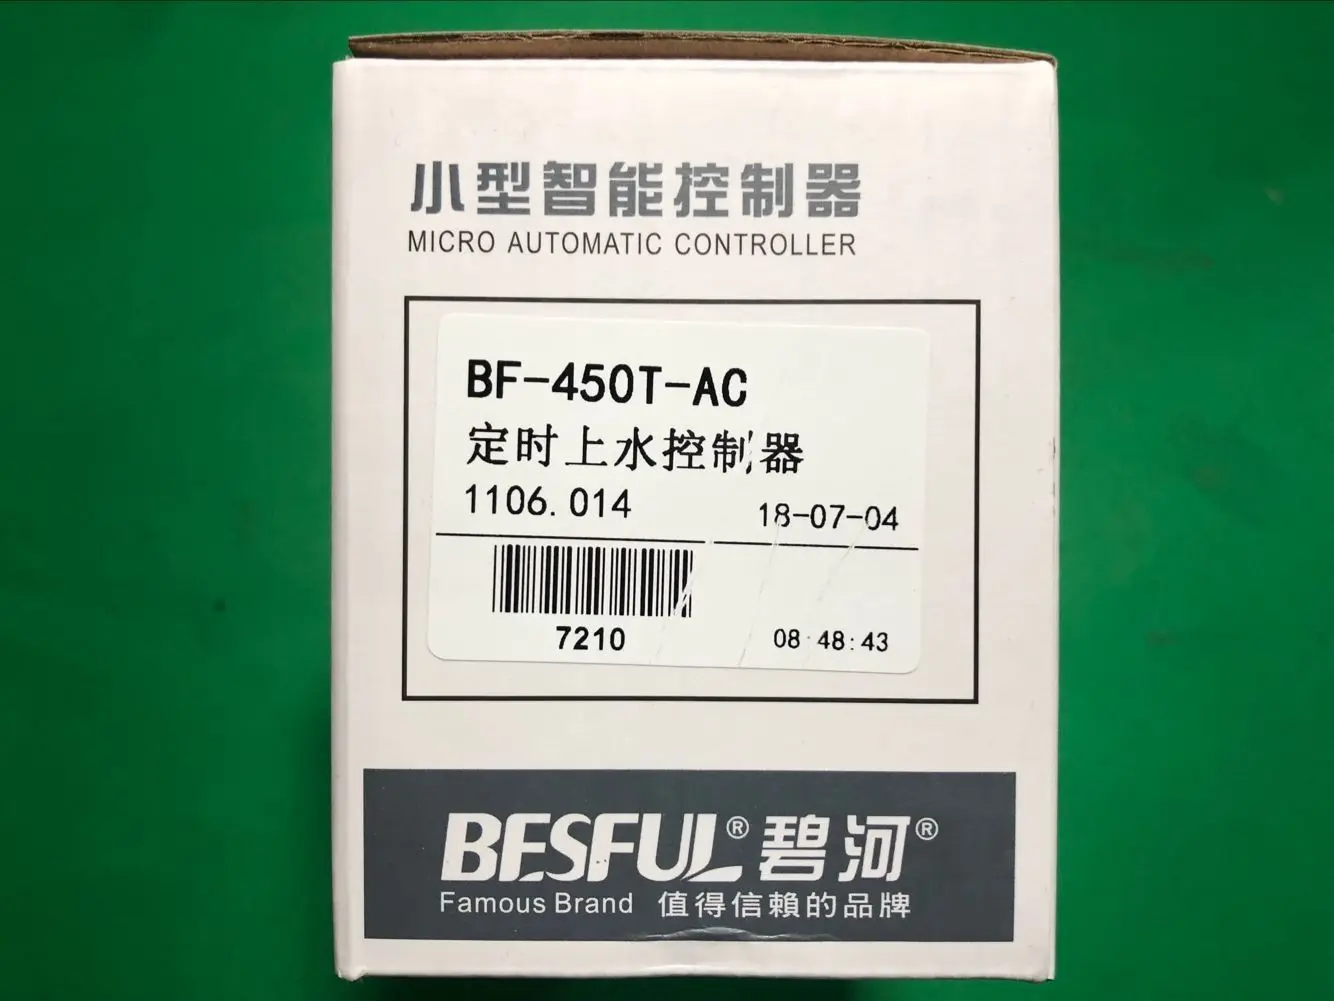 小型智能控制器
MICRO AUTOMATIC CONTROLLER
BF-450T-AC
定时上水控制器
1106.014 18-07-04
7210 08:48:43
BESFUL® 碧河®
Famous Brand 值得信賴的品牌